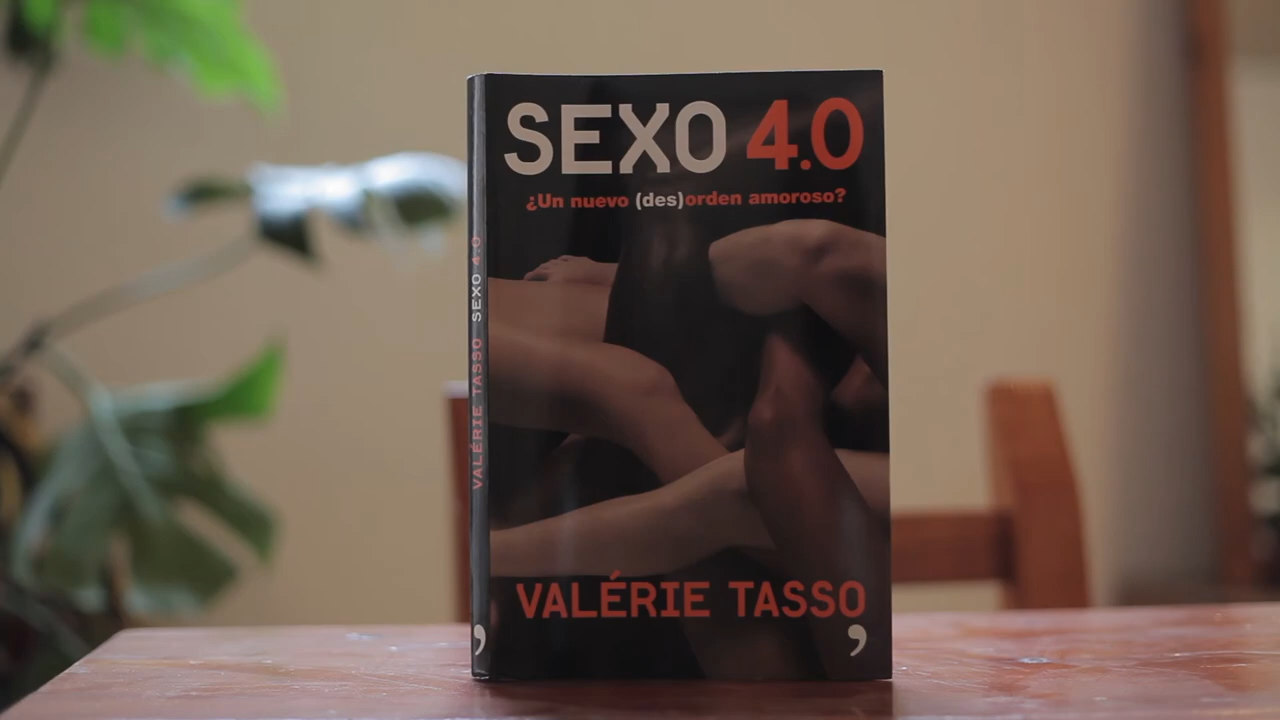 SEXO 4.0
¿Un nuevo (des)orden amoroso?
VALÉRIE TASSO
VALÉRIE TASSO SEXO 4.0